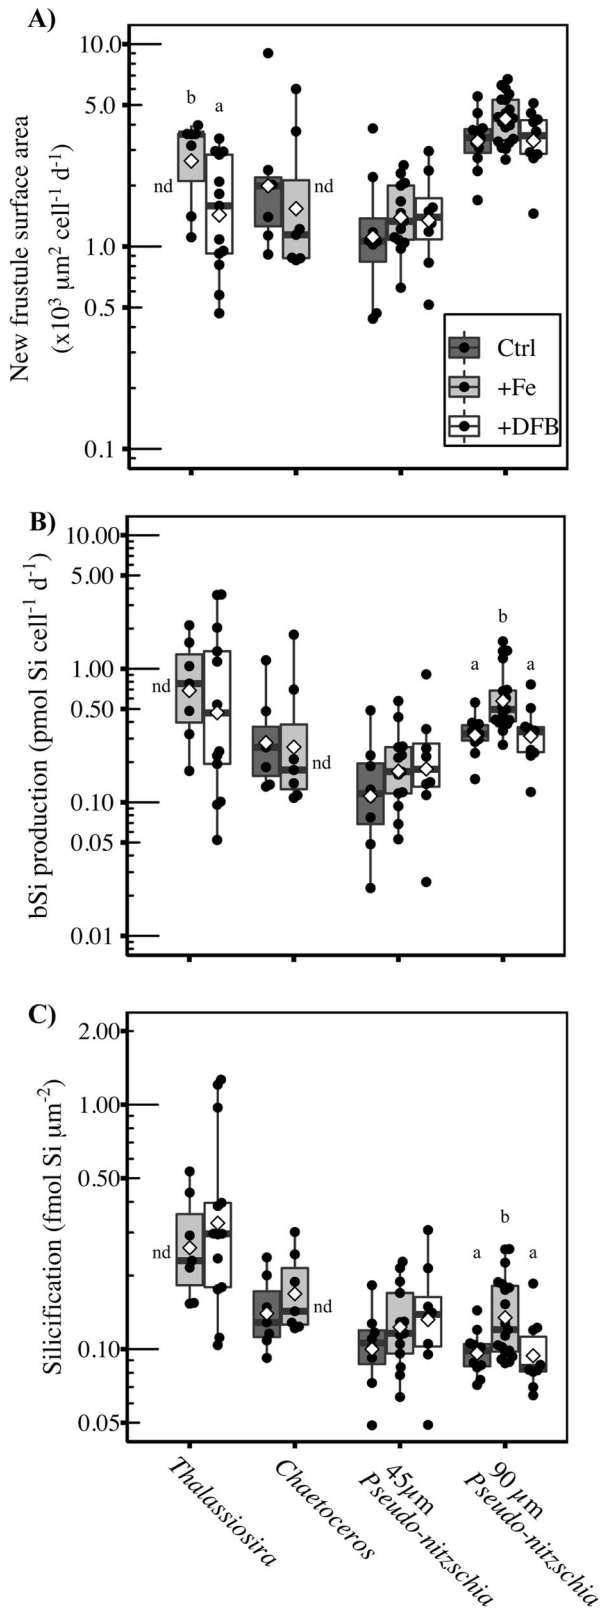 A)
New frustule surface area
(x10³ µm² cell⁻¹ d⁻¹)
10.0
5.0
1.0
0.5
0.1
b
a
nd
nd
Ctrl
+Fe
+DFB
B)
bSi production (pmol Si cell⁻¹ d⁻¹)
10.00
5.00
1.00
0.50
0.10
0.05
0.01
nd
nd
a
b
a
C)
Silicification (fmol Si µm⁻²)
2.00
1.00
0.50
0.10
0.05
nd
nd
a
b
a
Thalassiosira
Chaetoceros
45µm
Pseudo-nitzschia
90 µm
Pseudo-nitzschia